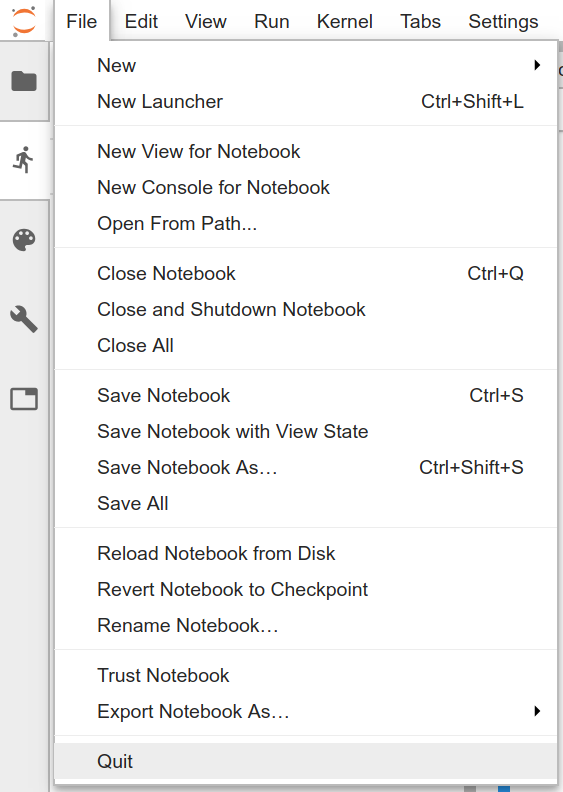 File Edit View Run Kernel Tabs Settings
New
New Launcher Ctrl+Shift+L
New View for Notebook
New Console for Notebook
Open From Path...
Close Notebook Ctrl+Q
Close and Shutdown Notebook
Close All
Save Notebook Ctrl+S
Save Notebook with View State
Save Notebook As… Ctrl+Shift+S
Save All
Reload Notebook from Disk
Revert Notebook to Checkpoint
Rename Notebook…
Trust Notebook
Export Notebook As…
Quit